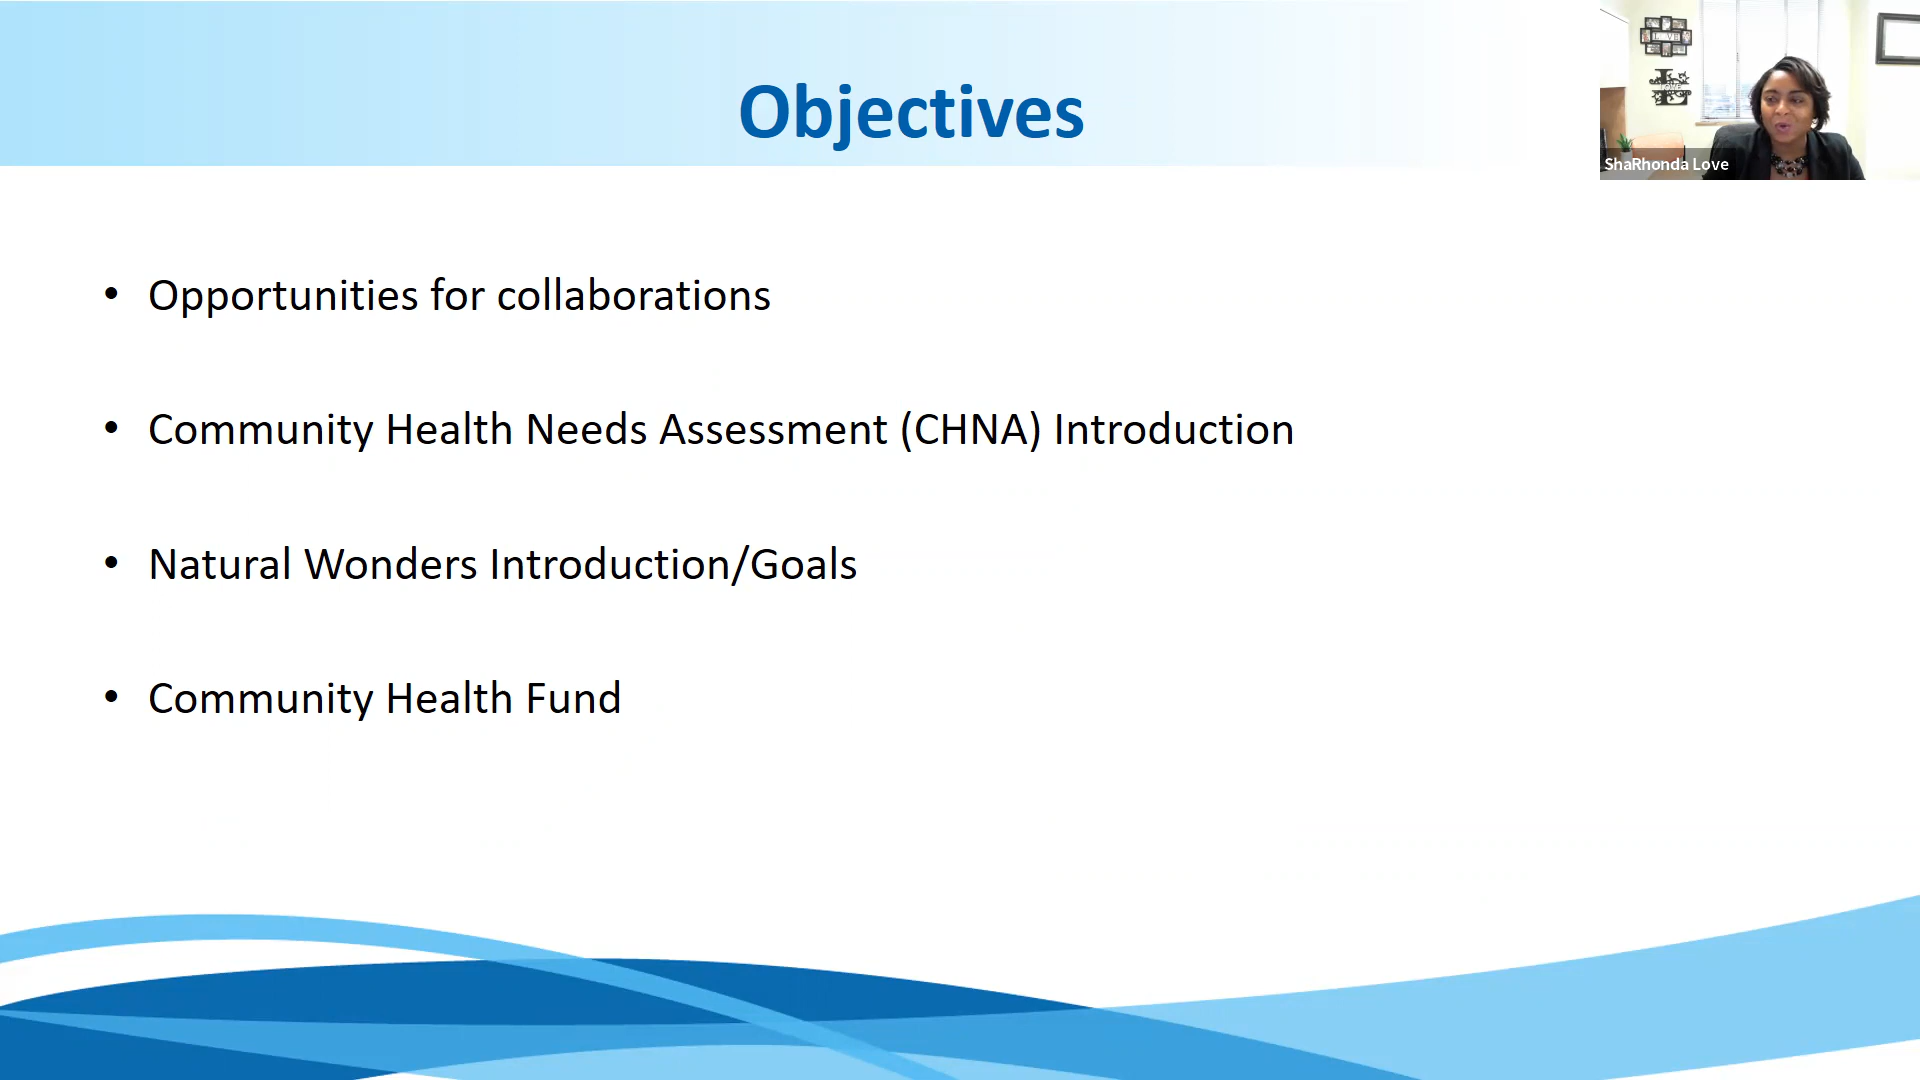 Objectives
ShaRhonda Love
• Opportunities for collaborations
• Community Health Needs Assessment (CHNA) Introduction
• Natural Wonders Introduction/Goals
• Community Health Fund